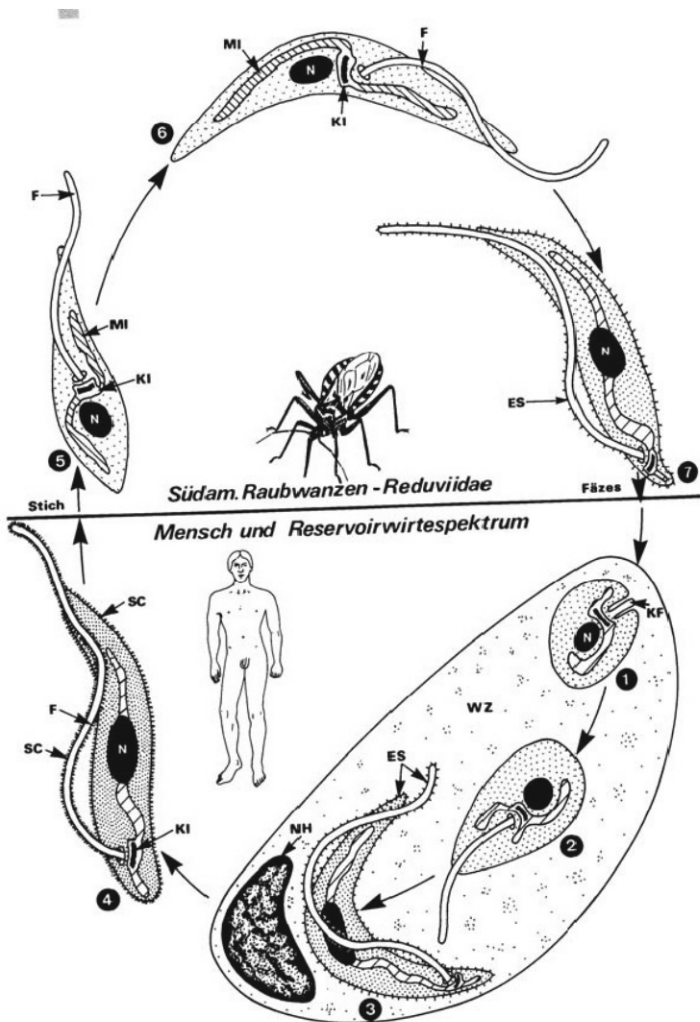 MI
F
N
KI
6
F
MI
KI
N
5
N
ES
7
Südam. Raubwanzen - Reduviidae
Stich
Fäzes
Mensch und Reservoirwirtespektrum
SC
F
SC
N
KI
4
KF
N
1
WZ
ES
2
NH
3